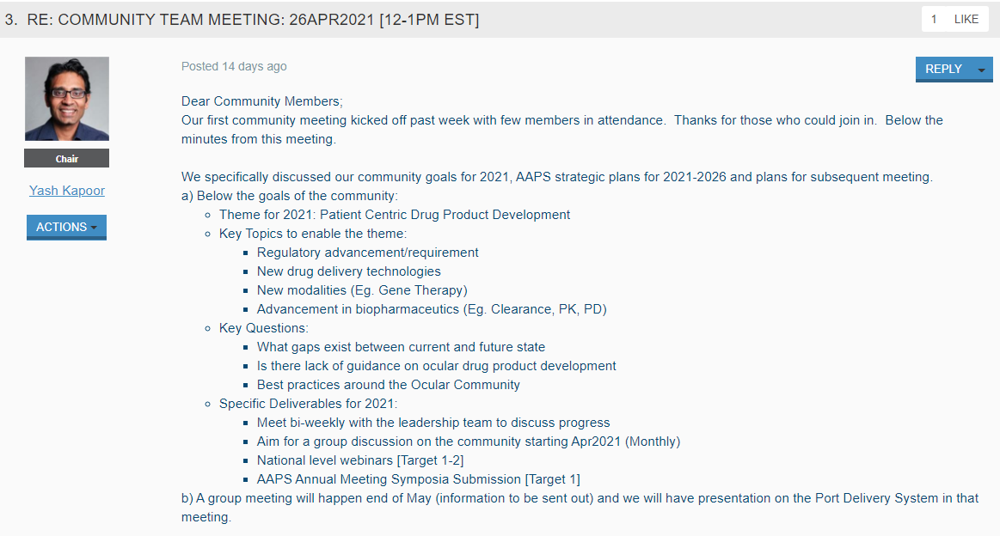 3. RE: COMMUNITY TEAM MEETING: 26APR2021 [12-1PM EST]
1 LIKE
Posted 14 days ago
REPLY
Chair
Yash Kapoor
ACTIONS
Dear Community Members;
Our first community meeting kicked off past week with few members in attendance. Thanks for those who could join in. Below the
minutes from this meeting.
We specifically discussed our community goals for 2021, AAPS strategic plans for 2021-2026 and plans for subsequent meeting.
a) Below the goals of the community:
Theme for 2021: Patient Centric Drug Product Development
Key Topics to enable the theme:
Regulatory advancement/requirement
New drug delivery technologies
New modalities (Eg. Gene Therapy)
Advancement in biopharmaceutics (Eg. Clearance, PK, PD)
Key Questions:
What gaps exist between current and future state
Is there lack of guidance on ocular drug product development
Best practices around the Ocular Community
Specific Deliverables for 2021:
Meet bi-weekly with the leadership team to discuss progress
Aim for a group discussion on the community starting Apr2021 (Monthly)
National level webinars [Target 1-2]
AAPS Annual Meeting Symposia Submission [Target 1]
b) A group meeting will happen end of May (information to be sent out) and we will have presentation on the Port Delivery System in that
meeting.